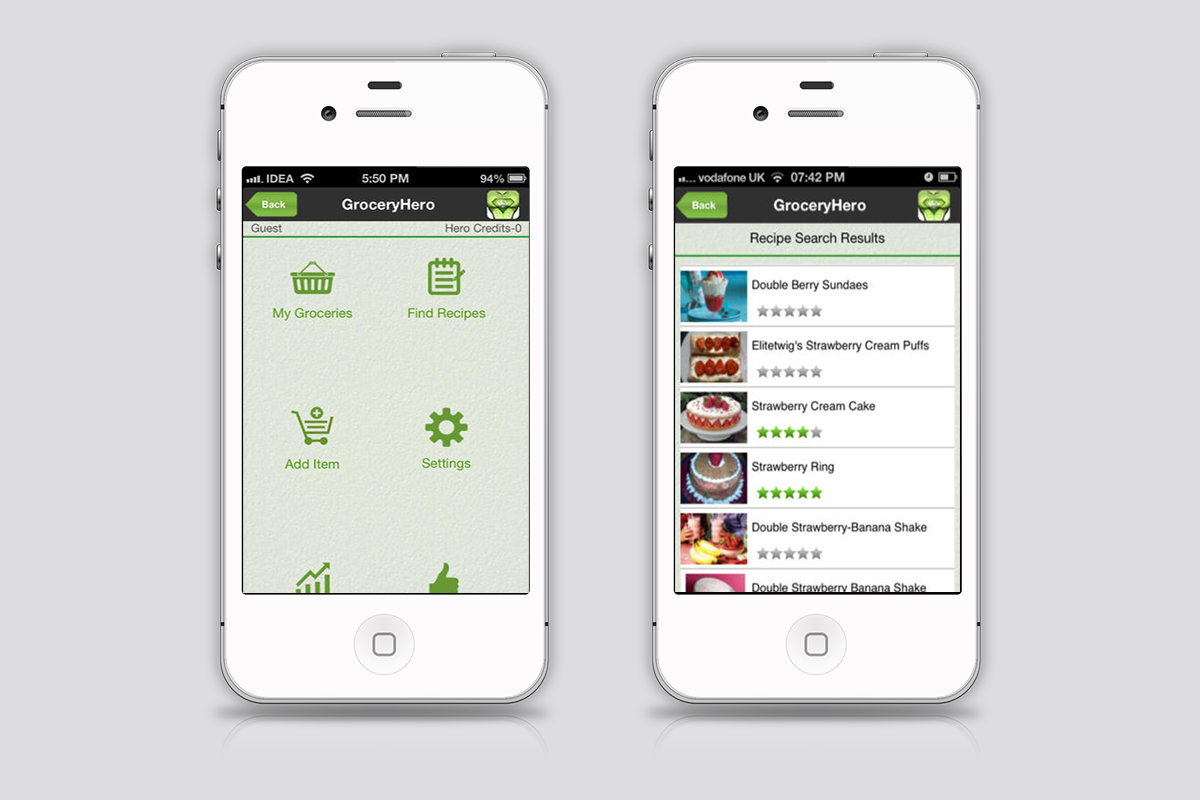 IDEA 5:50 PM 94%
Back GroceryHero
Guest Hero Credits-0
My Groceries Find Recipes
Add Item Settings
vodafone UK 07:42 PM
Back GroceryHero
Recipe Search Results
Double Berry Sundaes
Elitetwig's Strawberry Cream Puffs
Strawberry Cream Cake
Strawberry Ring
Double Strawberry-Banana Shake
Double Strawberry Banana Shake